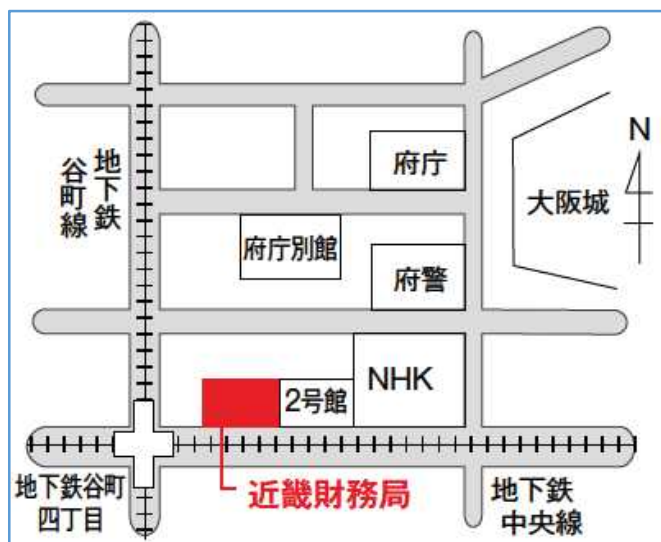 N
地下鉄
谷町線
府庁
大阪城
府庁別館
府警
NHK
2号館
近畿財務局
地下鉄谷町
四丁目
地下鉄
中央線